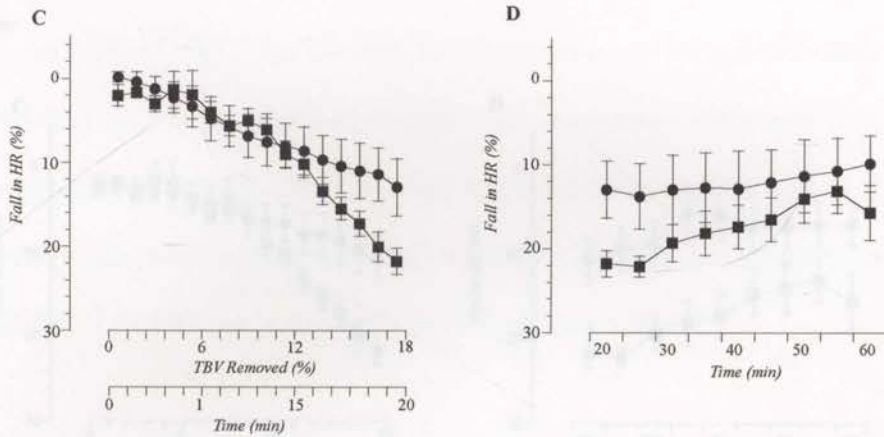 C
0
10
20
30
Fall in HR (%)
0 6 12 18
TBV Removed (%)
0 1 15 20
Time (min)
D
0
10
20
30
Fall in HR (%)
20 30 40 50 60
Time (min)